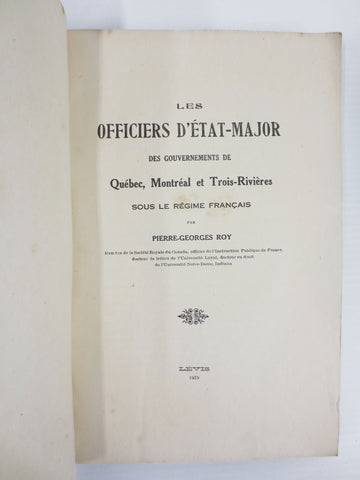 LES
OFFICIERS D'ÉTAT-MAJOR
DES GOUVERNEMENTS DE
Québec, Montréal et Trois-Rivières
SOUS LE RÉGIME FRANÇAIS
PAR
PIERRE-GEORGES ROY
Membre de la Société Royale du Canada, officier de l'Instruction Publique de France,
docteur ès lettres de l'Université Laval, docteur en droit
de l'Université Notre-Dame, Indiana
LÉVIS
1919